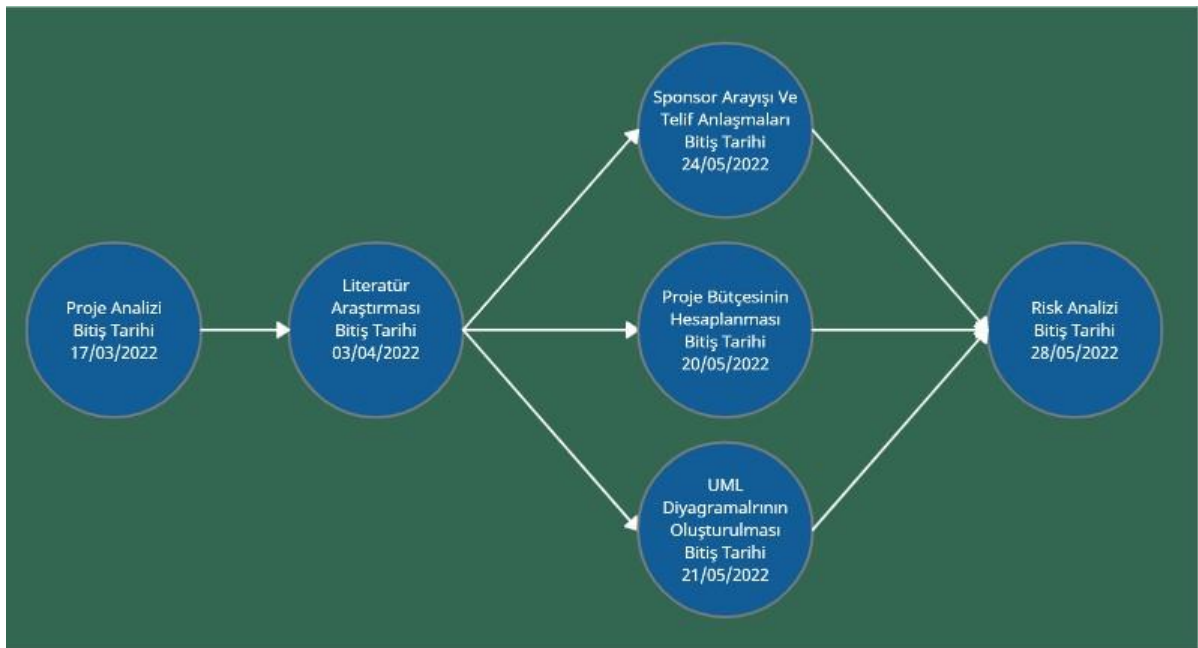 Proje Analizi
Bitiş Tarihi
17/03/2022
Literatür
Araştırması
Bitiş Tarihi
03/04/2022
Sponsor Arayışı Ve
Telif Anlaşmaları
Bitiş Tarihi
24/05/2022
Proje Bütçesinin
Hesaplanması
Bitiş Tarihi
20/05/2022
UML
Diyagramalrının
Oluşturulması
Bitiş Tarihi
21/05/2022
Risk Analizi
Bitiş Tarihi
28/05/2022